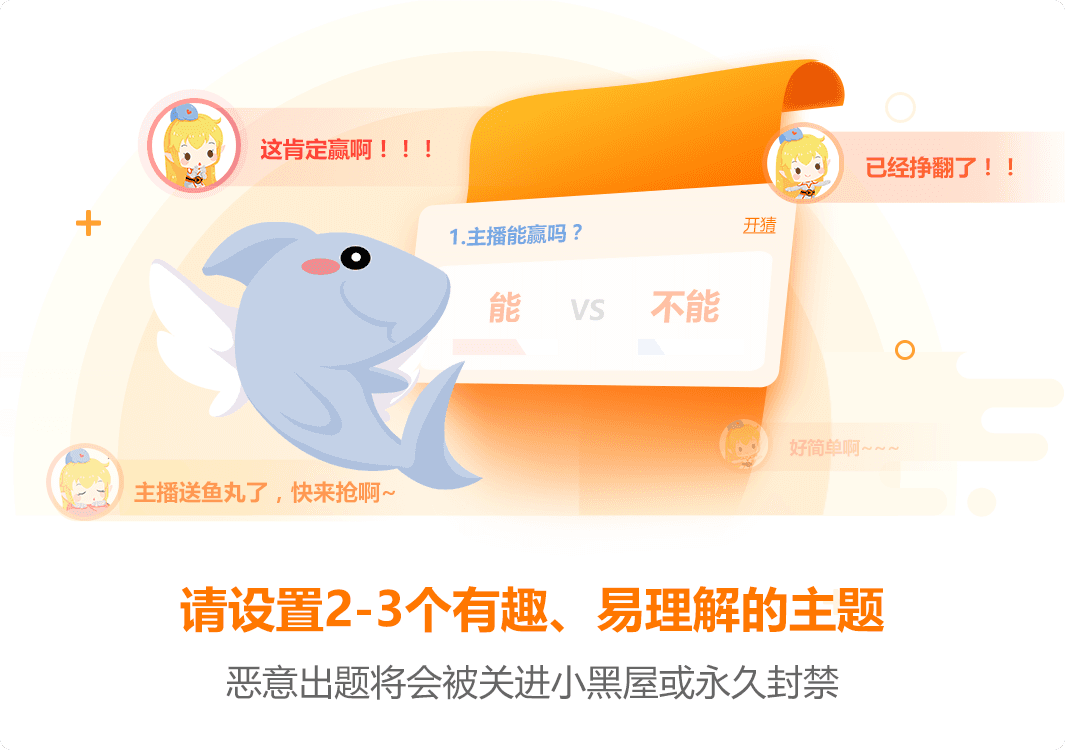 这肯定赢啊！！！
已经挣翻了！！
1.主播能赢吗？
开猜
能 VS 不能
好简单啊~~~
主播送鱼丸了，快来抢啊~
请设置2-3个有趣、易理解的主题
恶意出题将会被关进小黑屋或永久封禁